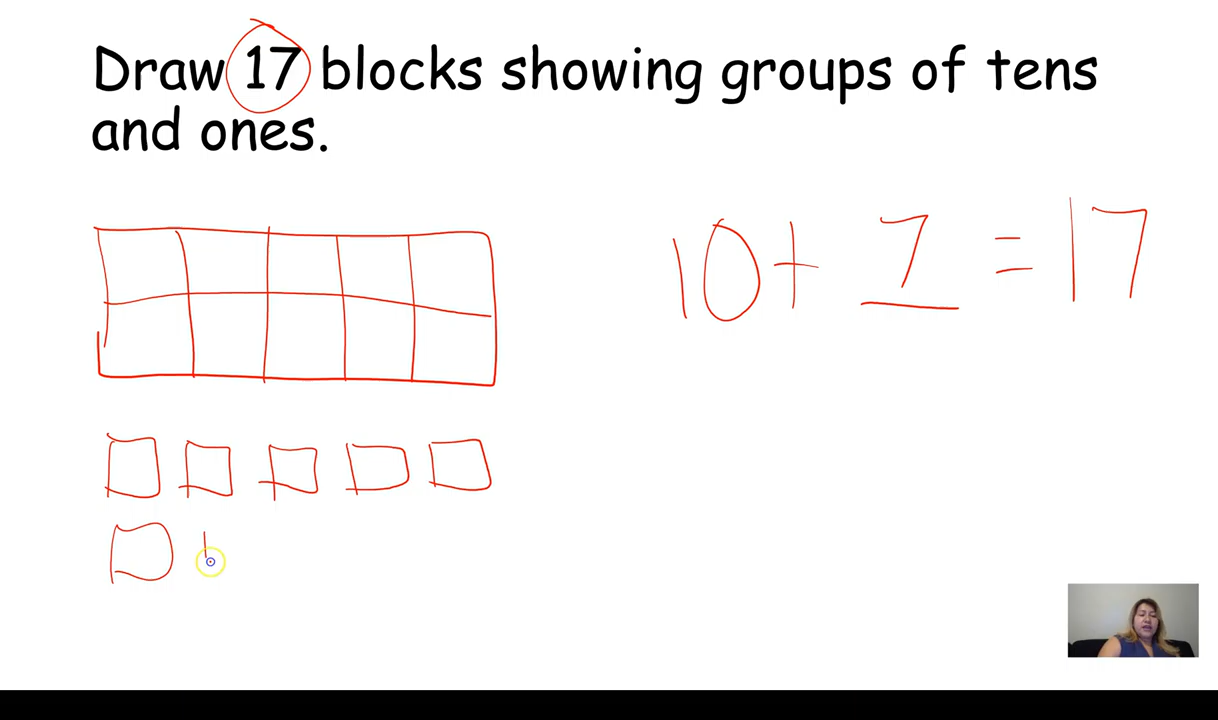 Draw 17 blocks showing groups of tens
and ones.
10 + 7 = 17